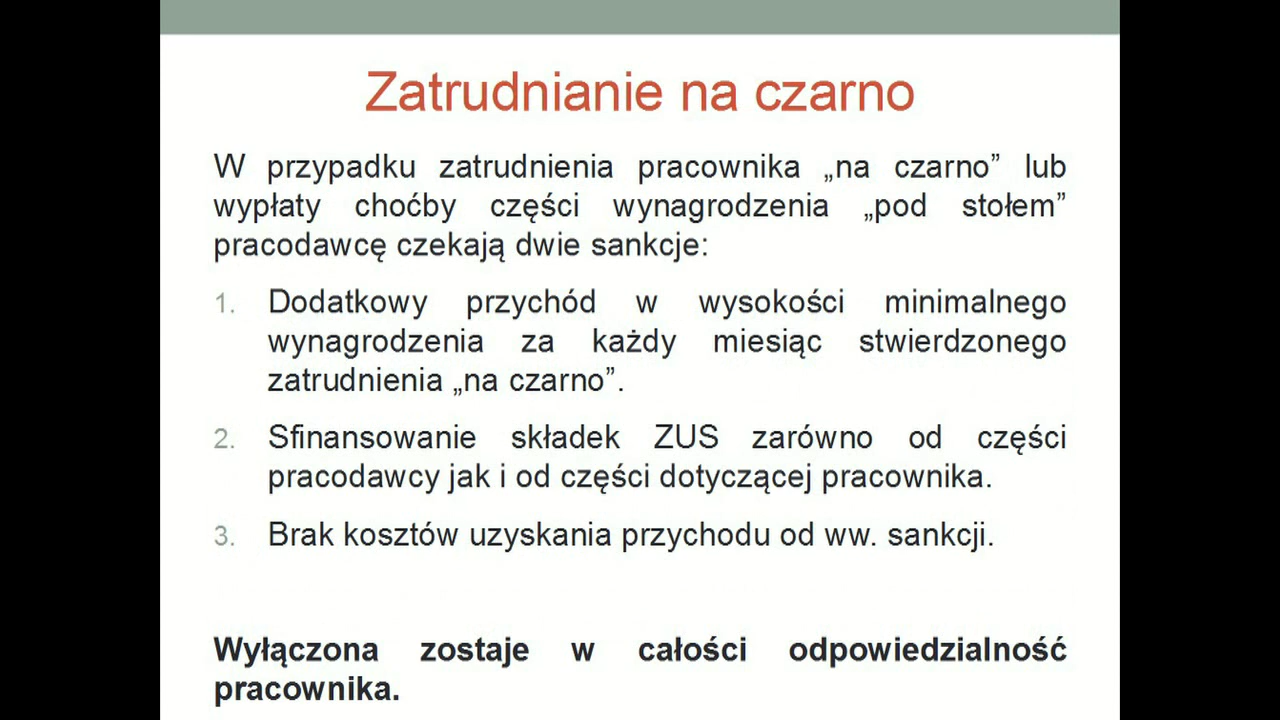 Zatrudnianie na czarno
W przypadku zatrudnienia pracownika „na czarno” lub
wypłaty choćby części wynagrodzenia „pod stołem”
pracodawcę czekają dwie sankcje:
1. Dodatkowy przychód w wysokości minimalnego
wynagrodzenia za każdy miesiąc stwierdzonego
zatrudnienia „na czarno”.
2. Sfinansowanie składek ZUS zarówno od części
pracodawcy jak i od części dotyczącej pracownika.
3. Brak kosztów uzyskania przychodu od ww. sankcji.
Wyłączona zostaje w całości odpowiedzialność
pracownika.